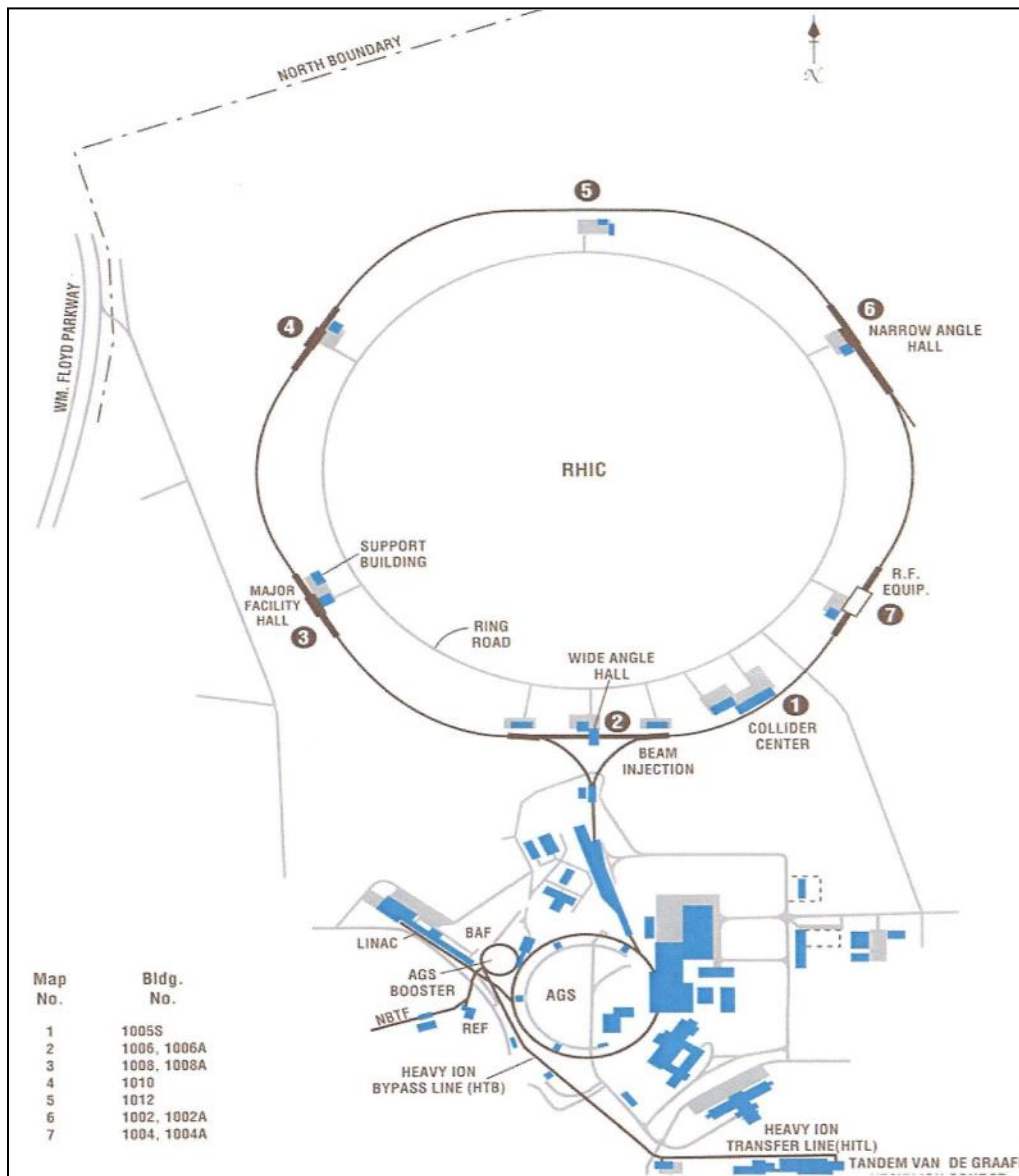 NORTH BOUNDARY
N
WM. FLOYD PARKWAY
5
4
6
NARROW ANGLE
HALL
RHIC
SUPPORT
BUILDING
MAJOR
FACILITY
HALL
3
R.F.
EQUIP.
7
RING
ROAD
WIDE ANGLE
HALL
2
1
COLLIDER
CENTER
BEAM
INJECTION
LINAC
BAF
AGS
BOOSTER
AGS
NBTF
REF
HEAVY ION
BYPASS LINE (HTB)
HEAVY ION
TRANSFER LINE(HITL)
TANDEM VAN DE GRAAFF
Map Bldg.
No. No.
1 1005S
2 1006, 1006A
3 1008, 1008A
4 1010
5 1012
6 1002, 1002A
7 1004, 1004A